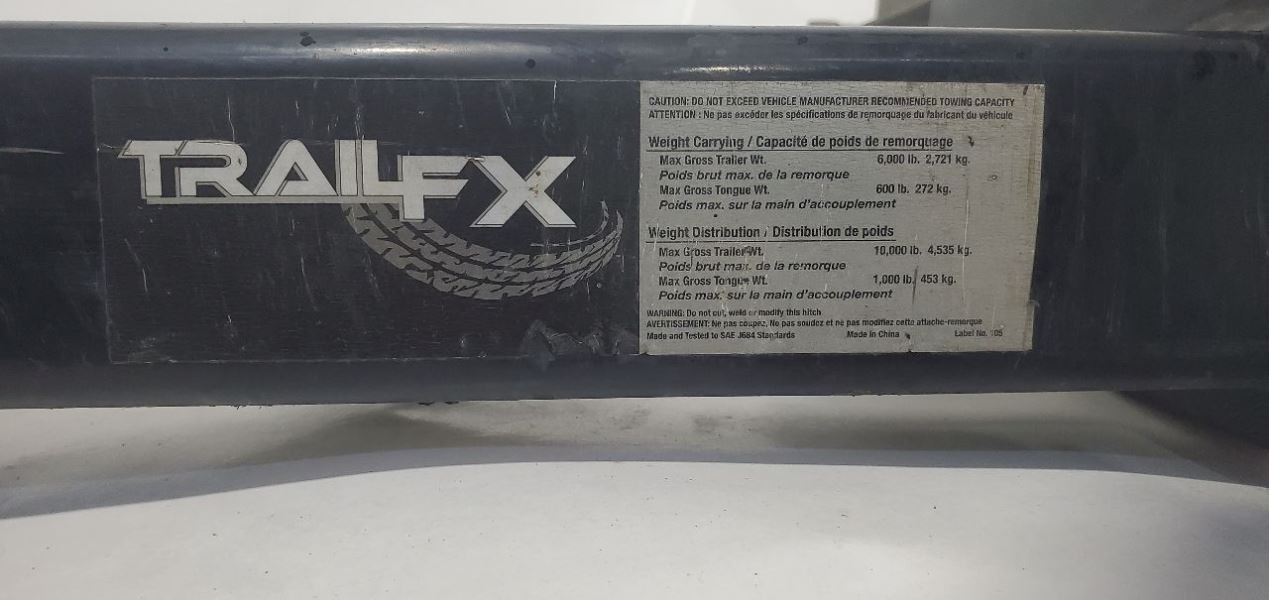 TRAILFX
CAUTION: DO NOT EXCEED VEHICLE MANUFACTURER RECOMMENDED TOWING CAPACITY
ATTENTION : Ne pas excéder les spécifications de remorquage du fabricant du véhicule
Weight Carrying / Capacité de poids de remorquage
Max Gross Trailer Wt. 6,000 lb. 2,721 kg.
Poids brut max. de la remorque
Max Gross Tongue Wt. 600 lb. 272 kg.
Poids max. sur la main d'accouplement
Weight Distribution / Distribution de poids
Max Gross Trailer Wt. 10,000 lb. 4,535 kg.
Poids brut max. de la remorque
Max Gross Tongue Wt. 1,000 lb. 453 kg.
Poids max. sur la main d'accouplement
WARNING: Do not cut, weld or modify this hitch
AVERTISSEMENT: Ne pas coupez, No pas soudez et ne pas modifiez cette attache-remorque
Made and Tested to SAE J684 Standards Made in China Label No. 105